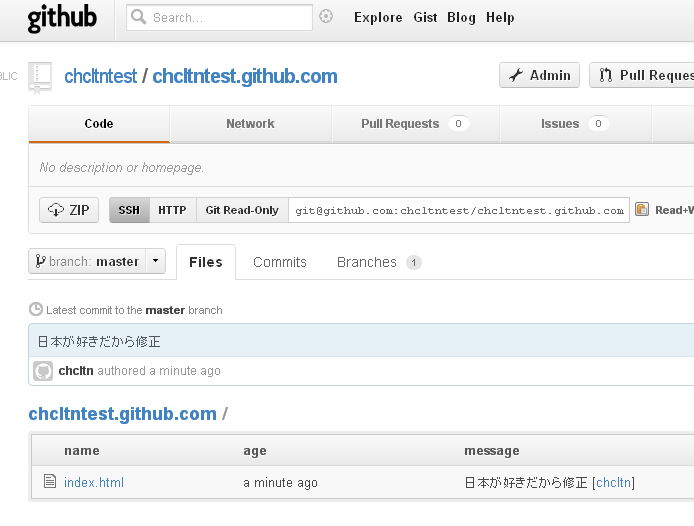 github Search... Explore Gist Blog Help
chcltntest / chcltntest.github.com Admin Pull
Code Network Pull Requests 0 Issues 0
No description or homepage.
ZIP SSH HTTP Git Read-Only git@github.com:chcltntest/chcltntest.github.com
branch: master Files Commits Branches 1
Latest commit to the master branch
日本が好きだから修正
chcltn authored a minute ago
chcltntest.github.com /
name age message
index.html a minute ago 日本が好きだから修正 [chcltn]